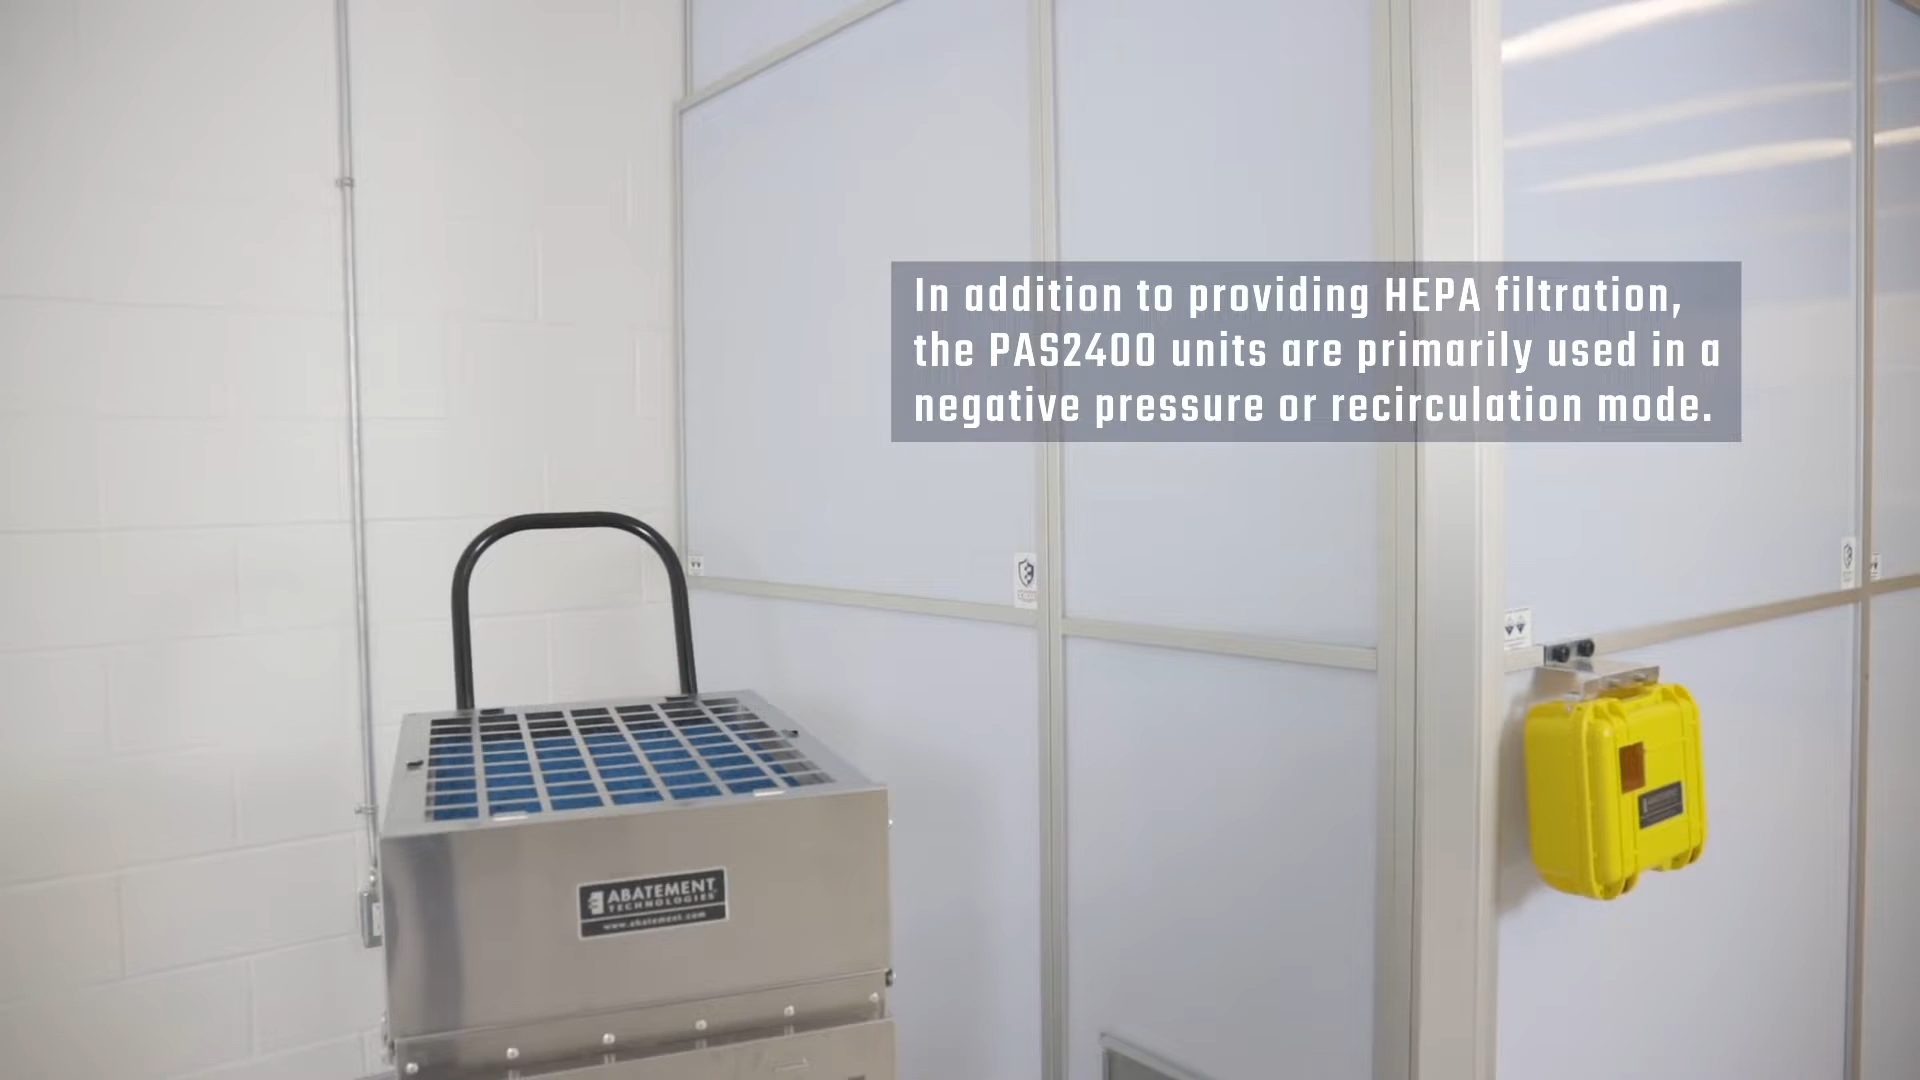 In addition to providing HEPA filtration,
the PAS2400 units are primarily used in a
negative pressure or recirculation mode.
ABATEMENT
TECHNOLOGIES
www.abatement.com
ABATEMENT